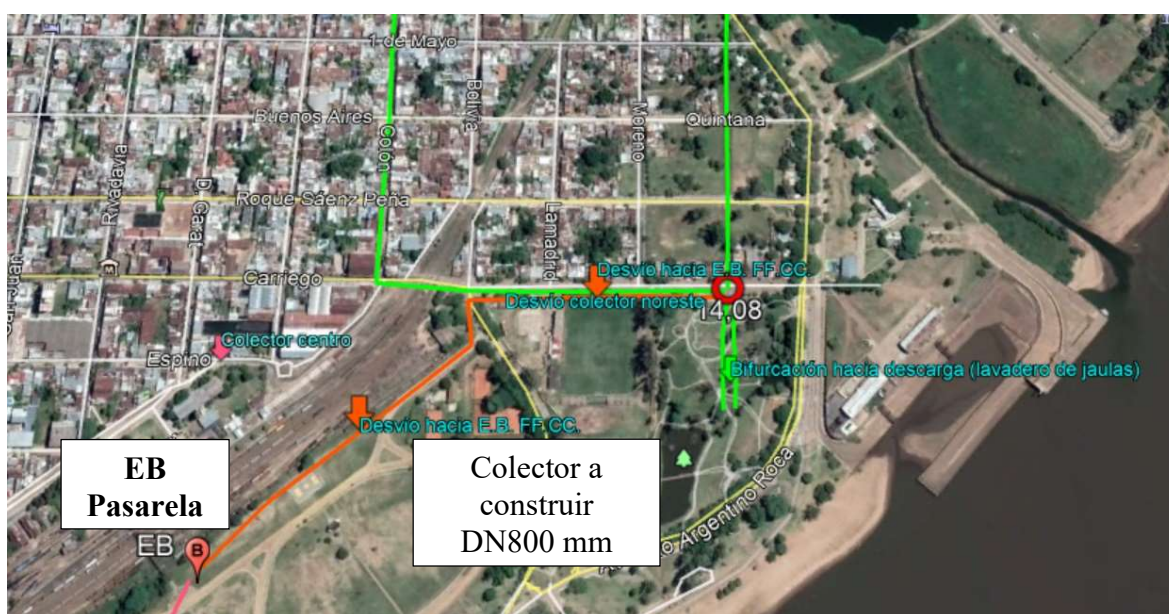 1 de Mayo
Buenos Aires
Quintana
Bolivia
Moreno
Colón
Rivadavia
D. Garat
Roque Sáenz Peña
Lamadrid
Carriego
Desvío hacia E.B. FF.CC.
Desvío colector noreste
14,08
Colector centro
Espino
Bifurcación hacia descarga (lavadero de jaulas)
Desvío hacia E.B. FF.CC.
EB
Pasarela
Colector a
construir
DN800 mm
Argentino Roca
EB
B